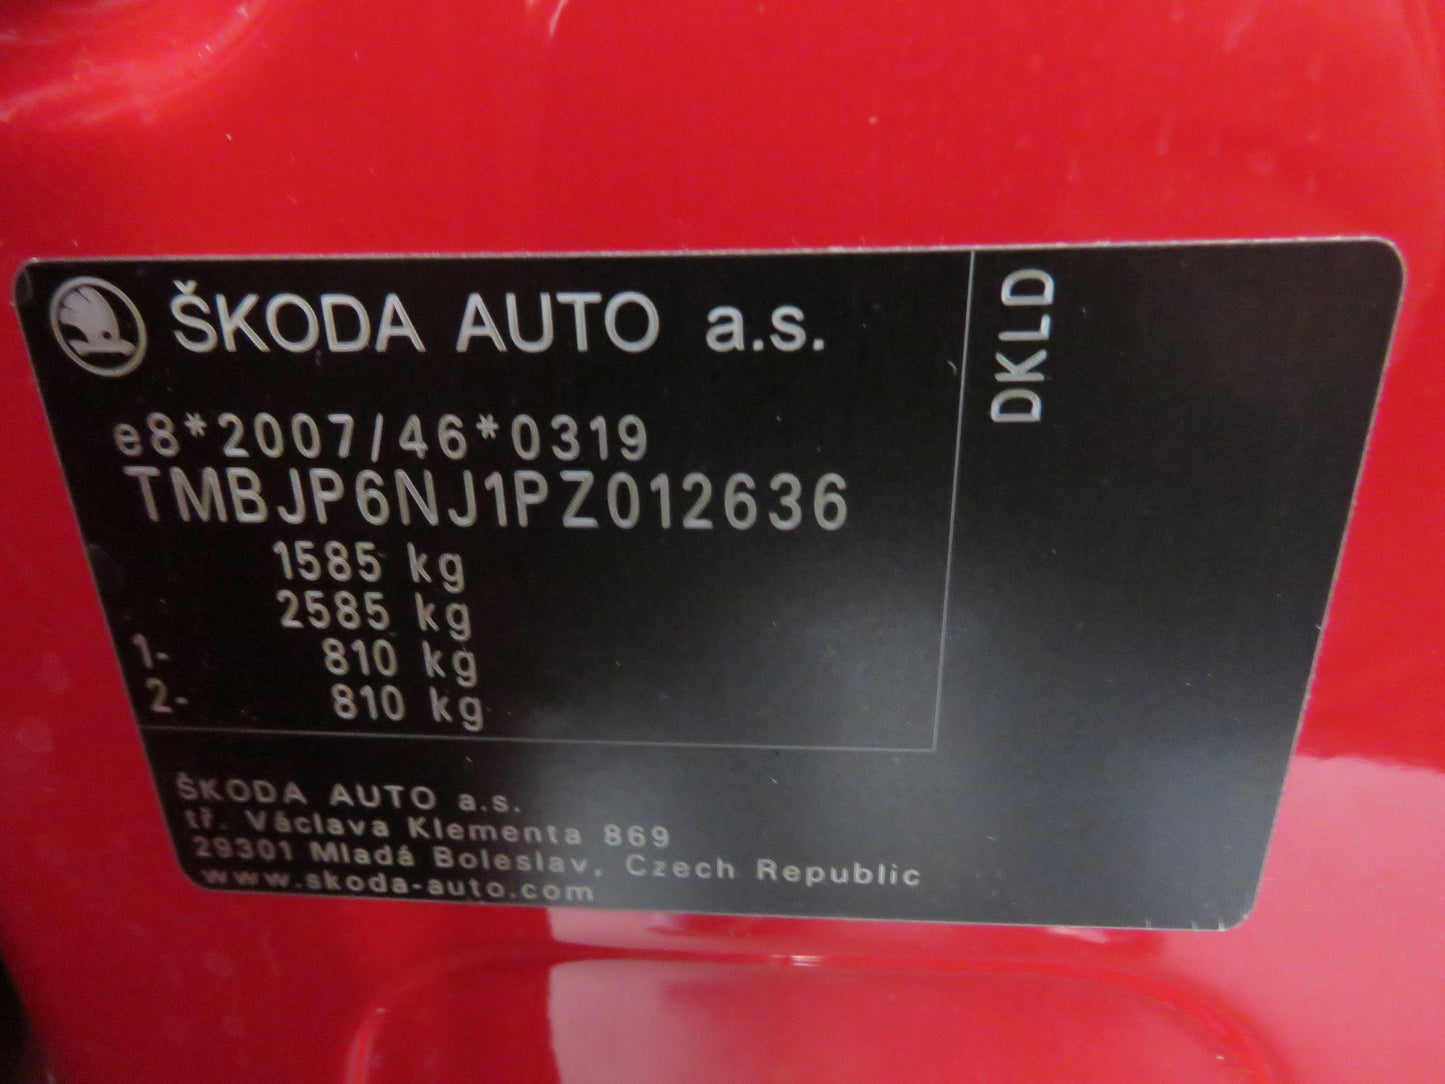 ŠKODA AUTO a.s.
DKLD
e8*2007/46*0319
TMBJP6NJ1PZ012636
1585 kg
2585 kg
1- 810 kg
2- 810 kg
ŠKODA AUTO a.s.
tř. Václava Klementa 869
29301 Mladá Boleslav, Czech Republic
www.skoda-auto.com